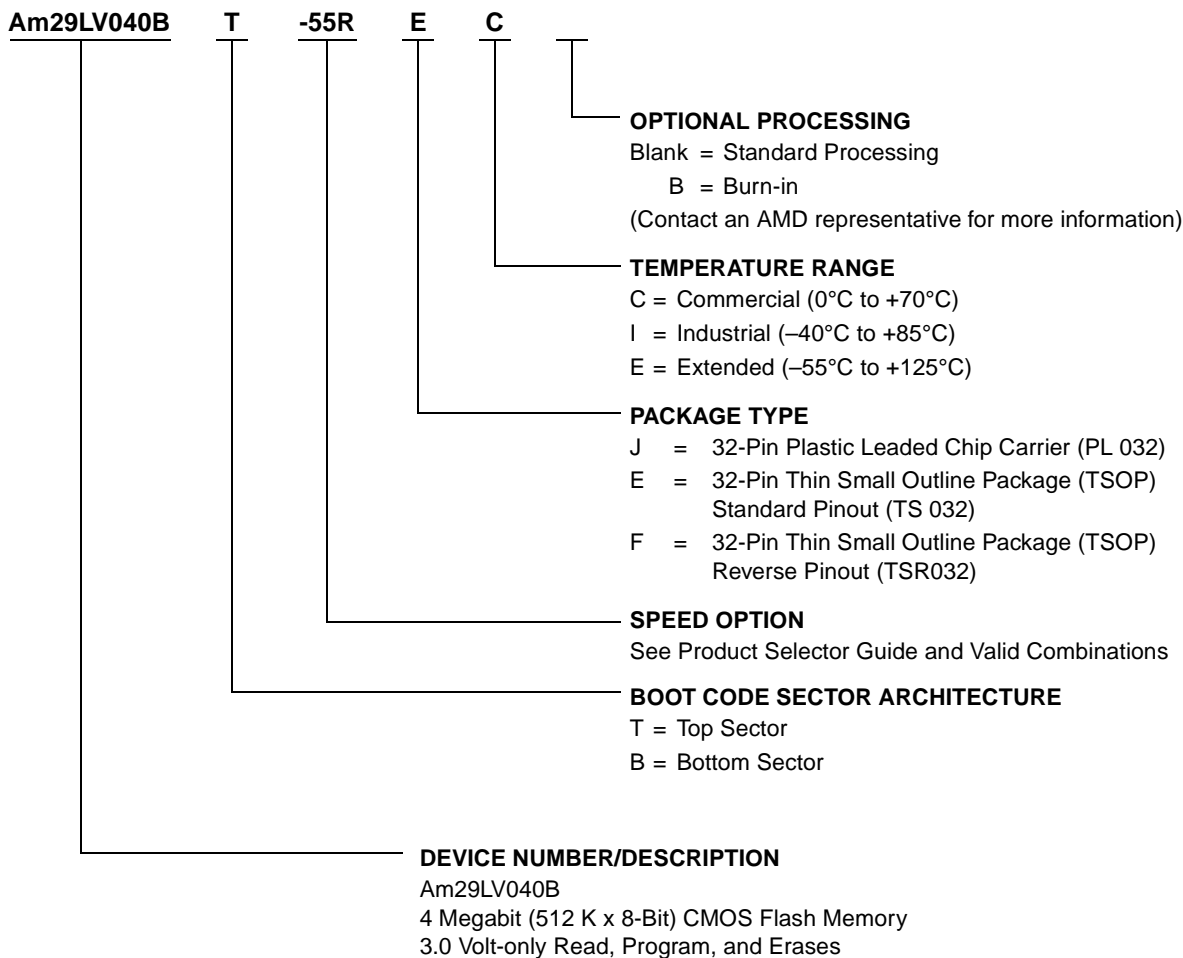 Am29LV040B T -55R E C
OPTIONAL PROCESSING
Blank = Standard Processing
B = Burn-in
(Contact an AMD representative for more information)
TEMPERATURE RANGE
C = Commercial (0°C to +70°C)
I = Industrial (–40°C to +85°C)
E = Extended (–55°C to +125°C)
PACKAGE TYPE
J = 32-Pin Plastic Leaded Chip Carrier (PL 032)
E = 32-Pin Thin Small Outline Package (TSOP)
Standard Pinout (TS 032)
F = 32-Pin Thin Small Outline Package (TSOP)
Reverse Pinout (TSR032)
SPEED OPTION
See Product Selector Guide and Valid Combinations
BOOT CODE SECTOR ARCHITECTURE
T = Top Sector
B = Bottom Sector
DEVICE NUMBER/DESCRIPTION
Am29LV040B
4 Megabit (512 K x 8-Bit) CMOS Flash Memory
3.0 Volt-only Read, Program, and Erases